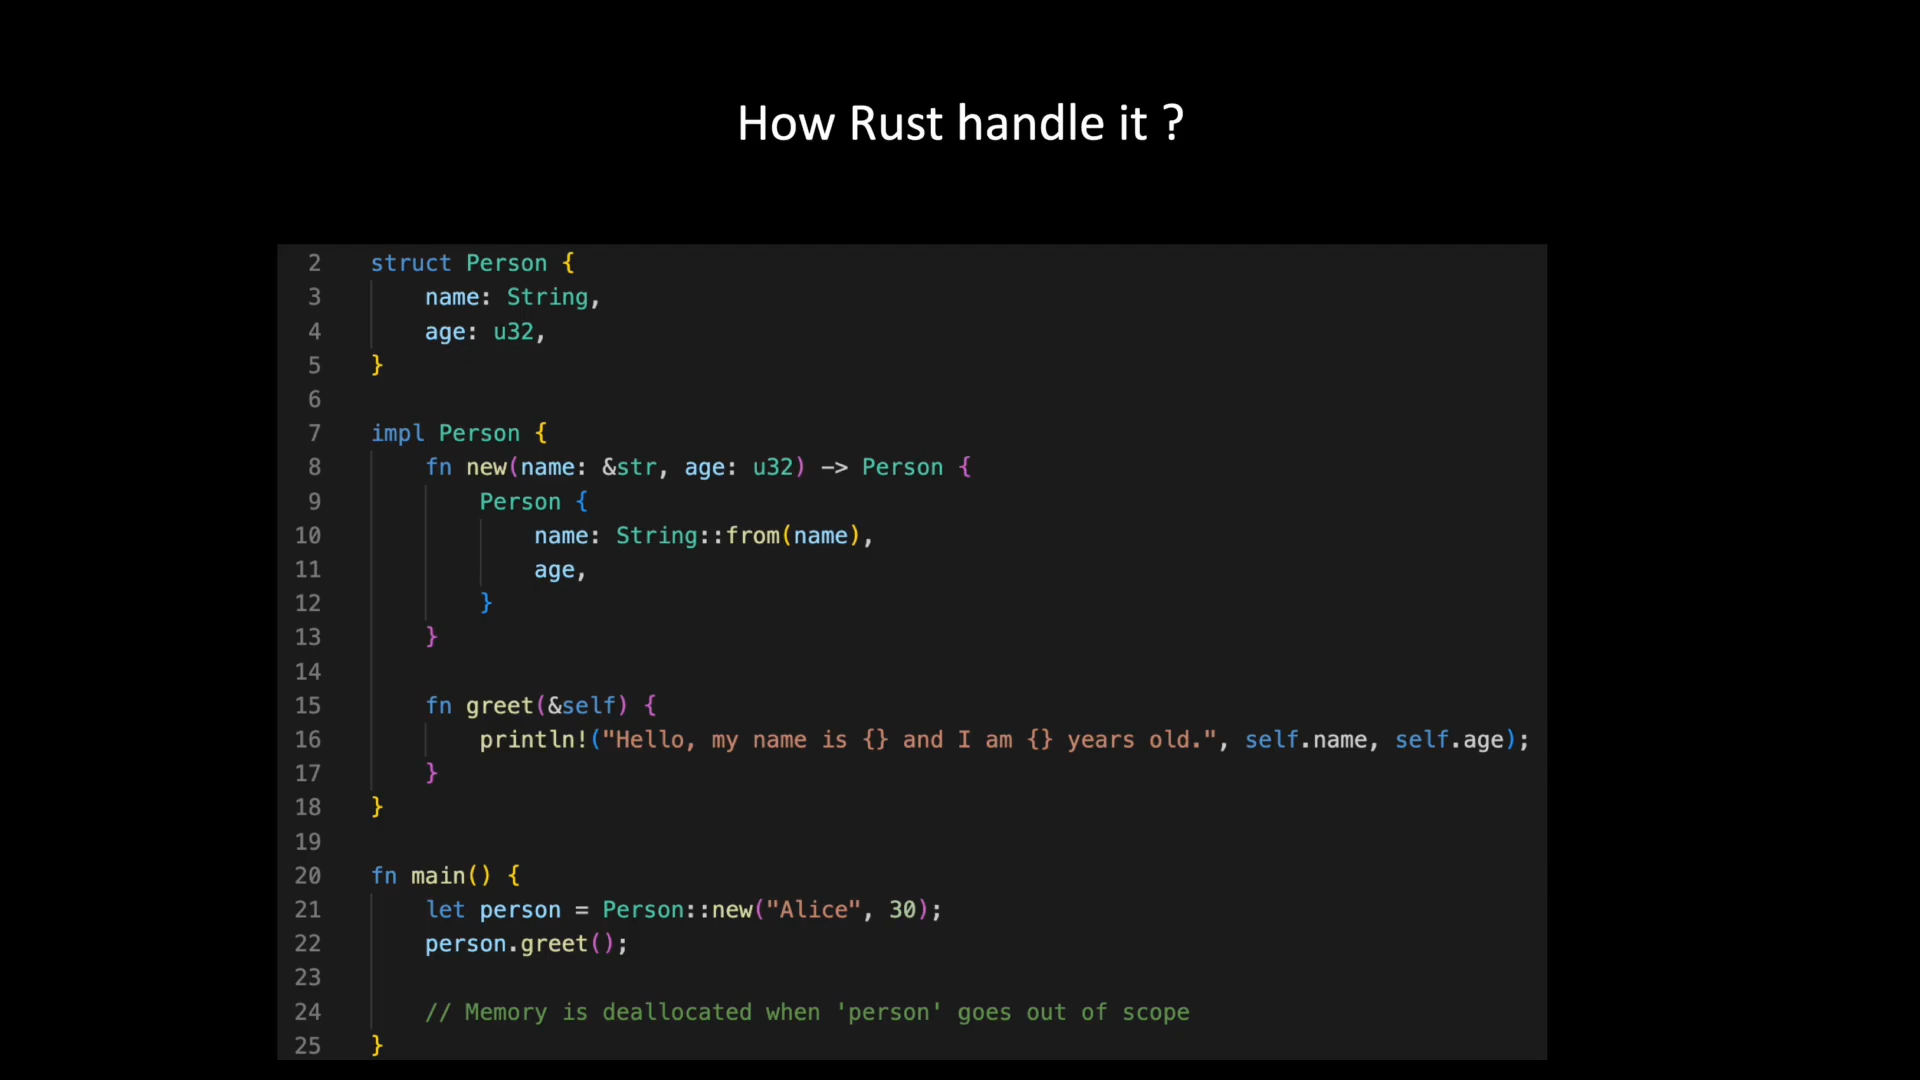 How Rust handle it ?
2 struct Person {
3 name: String,
4 age: u32,
5 }
6
7 impl Person {
8 fn new(name: &str, age: u32) -> Person {
9 Person {
10 name: String::from(name),
11 age,
12 }
13 }
14
15 fn greet(&self) {
16 println!("Hello, my name is {} and I am {} years old.", self.name, self.age);
17 }
18 }
19
20 fn main() {
21 let person = Person::new("Alice", 30);
22 person.greet();
23
24 // Memory is deallocated when 'person' goes out of scope
25 }